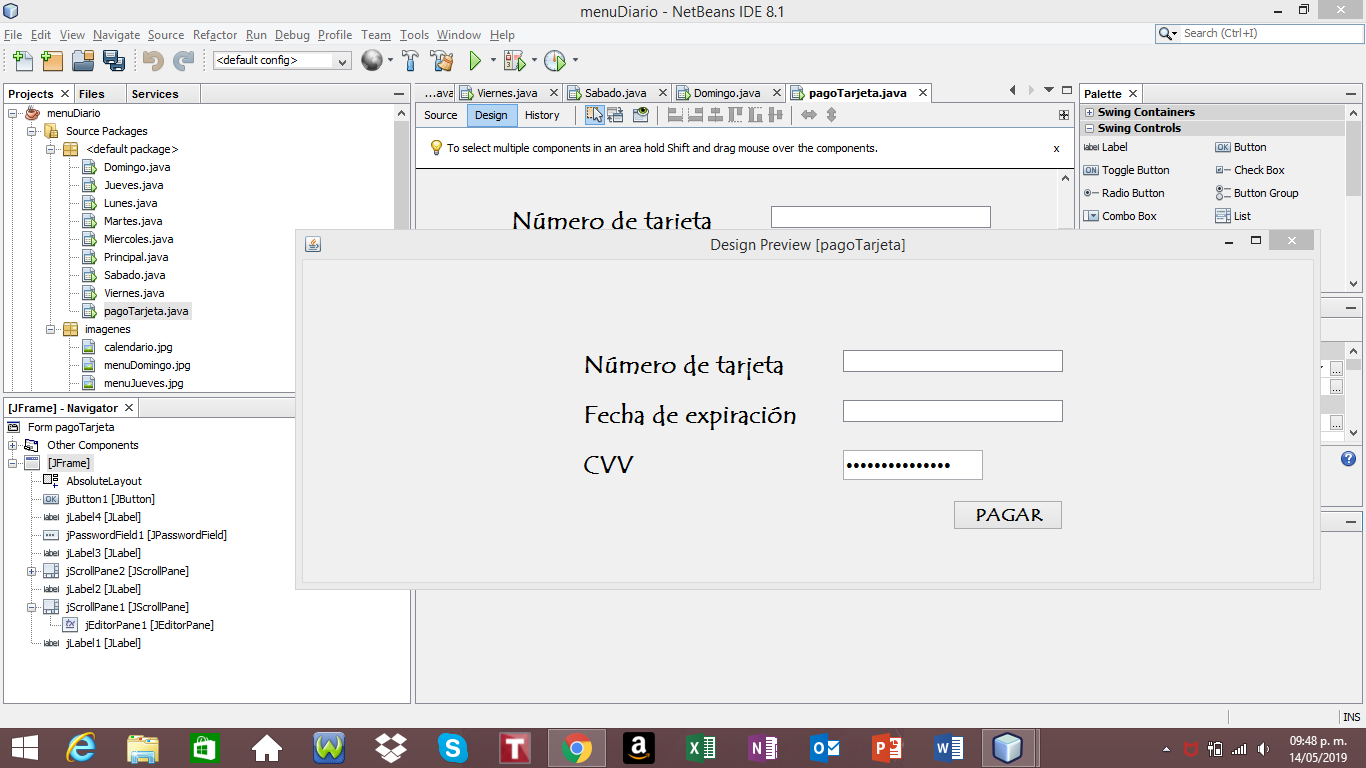 menuDiario - NetBeans IDE 8.1
File Edit View Navigate Source Refactor Run Debug Profile Team Tools Window Help
Search (Ctrl+I)
<default config>
Projects Files Services
menuDiario
Source Packages
<default package>
Domingo.java
Jueves.java
Lunes.java
Martes.java
Miercoles.java
Principal.java
Sabado.java
Viernes.java
pagoTarjeta.java
imagenes
calendario.jpg
menuDomingo.jpg
menuJueves.jpg
[JFrame] - Navigator
Form pagoTarjeta
Other Components
[JFrame]
AbsoluteLayout
jButton1 [JButton]
jLabel4 [JLabel]
jPasswordField1 [JPasswordField]
jLabel3 [JLabel]
jScrollPane2 [JScrollPane]
jLabel2 [JLabel]
jScrollPane1 [JScrollPane]
jEditorPane1 [JEditorPane]
jLabel1 [JLabel]
...ava Viernes.java Sabado.java Domingo.java pagoTarjeta.java
Source Design History
To select multiple components in an area hold Shift and drag mouse over the components. x
Número de tarjeta
Design Preview [pagoTarjeta]
Número de tarjeta
Fecha de expiración
CVV
PAGAR
Palette
Swing Containers
Swing Controls
Label Button
Toggle Button Check Box
Radio Button Button Group
Combo Box List
INS
09:48 p. m.
14/05/2019